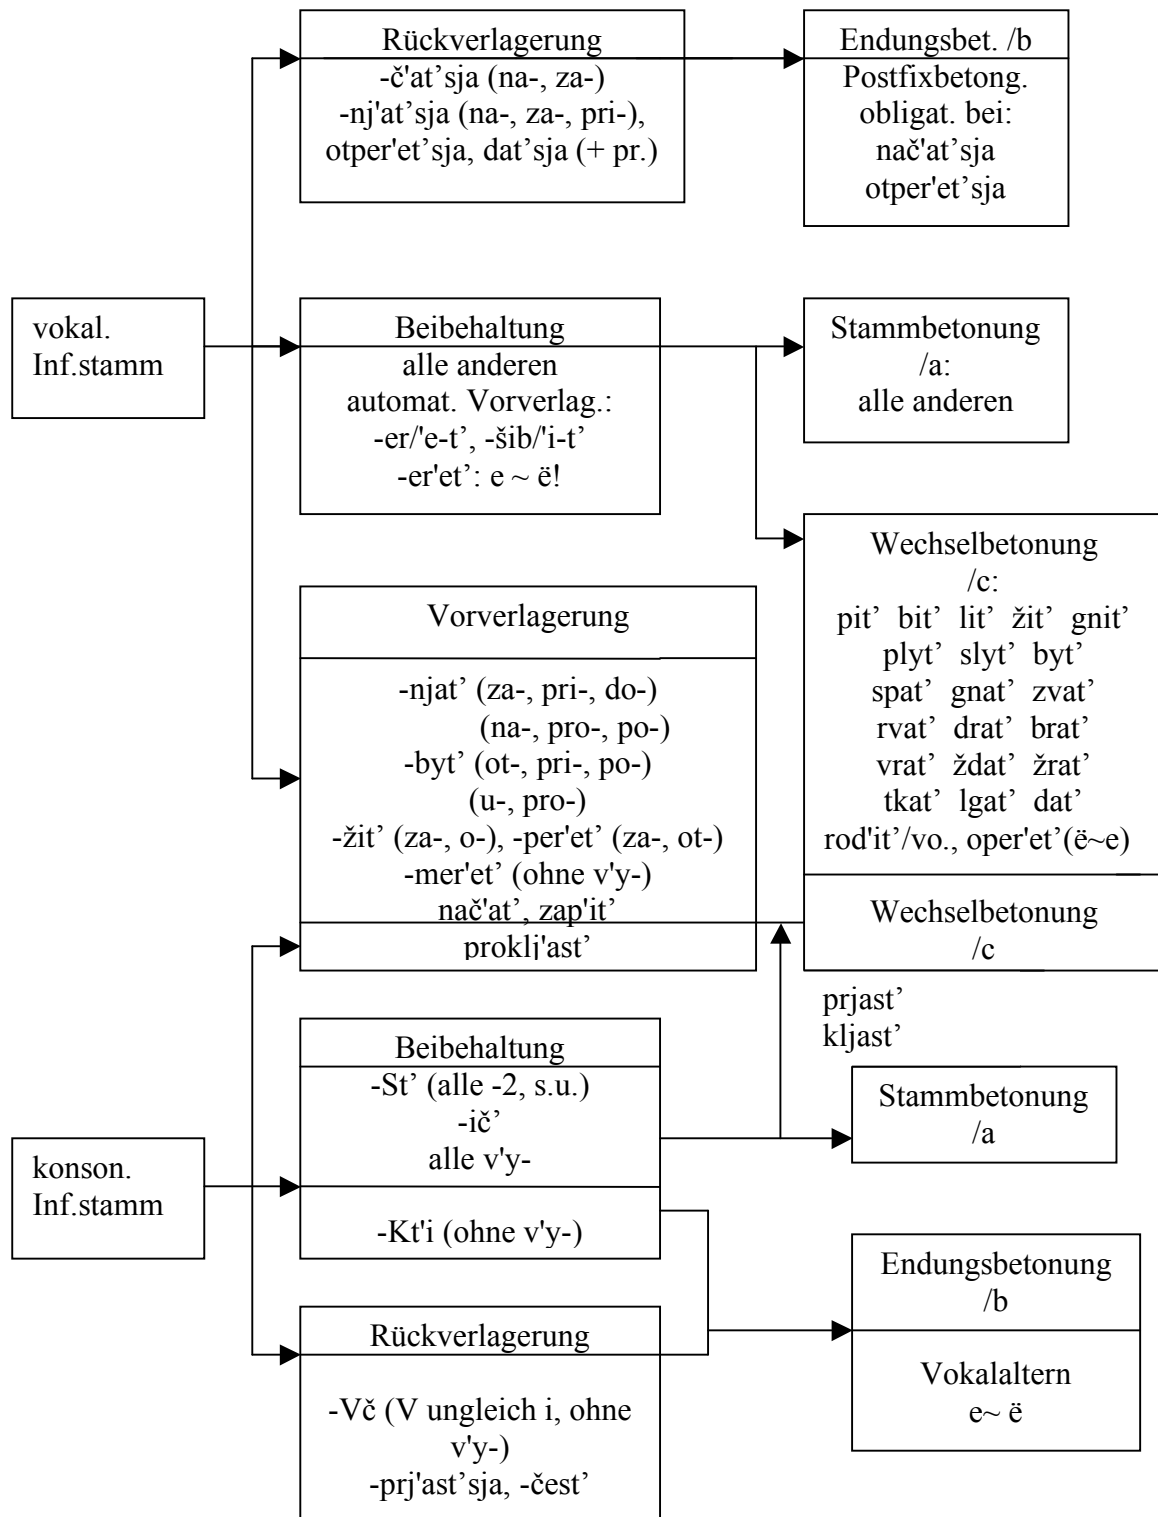 Rückverlagerung
-č'at’sja (na-, za-)
-nj'at’sja (na-, za-, pri-),
otper'et’sja, dat’sja (+ pr.)
Endungsbet. /b
Postfixbetong.
obligat. bei:
nač'at’sja
otper'et’sja
vokal.
Inf.stamm
Beibehaltung
alle anderen
automat. Vorverlag.:
-er/'e-t’, -šib/'i-t’
-er'et’: e ~ ë!
Stammbetonung
/a:
alle anderen
Wechselbetonung
/c:
pit’ bit’ lit’ žit’ gnit’
plyt’ slyt’ byt’
spat’ gnat’ zvat’
rvat’ drat’ brat’
vrat’ ždat’ žrat’
tkat’ lgat’ dat’
rod'it’/vo., oper'et’(ë~e)
Wechselbetonung
/c
Vorverlagerung
-njat’ (za-, pri-, do-)
(na-, pro-, po-)
-byt’ (ot-, pri-, po-)
(u-, pro-)
-žit’ (za-, o-), -per'et’ (za-, ot-)
-mer'et’ (ohne v'y-)
nač'at’, zap'it’
proklj'ast’
prjast’
kljast’
konson.
Inf.stamm
Beibehaltung
-St’ (alle -2, s.u.)
-ič’
alle v'y-
-Kt'i (ohne v'y-)
Stammbetonung
/a
Endungsbetonung
/b
Vokalaltern
e~ ë
Rückverlagerung
-Vč (V ungleich i, ohne
v'y-)
-prj'ast’sja, -čest’